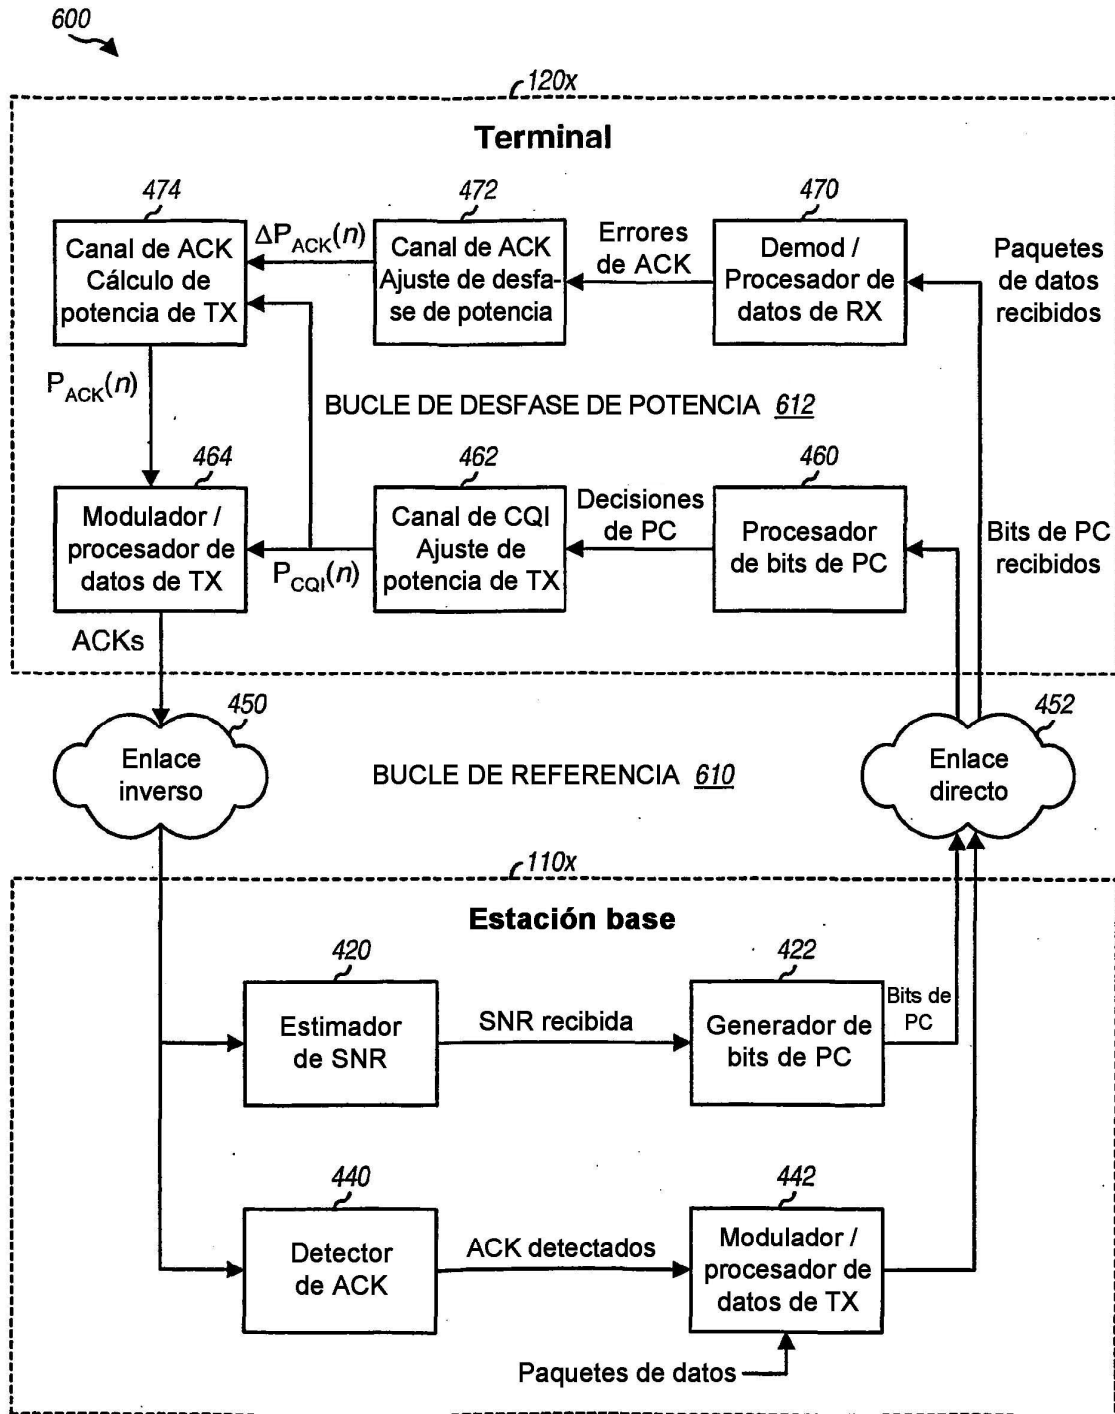 600
120x
Terminal
474
472
470
Canal de ACK
Cálculo de
potencia de TX
ΔP_ACK(n)
Canal de ACK
Ajuste de desfa-
se de potencia
Errores
de ACK
Demod /
Procesador de
datos de RX
Paquetes
de datos
recibidos
P_ACK(n)
BUCLE DE DESFASE DE POTENCIA 612
464
462
460
Modulador /
procesador de
datos de TX
P_CQI(n)
Canal de CQI
Ajuste de
potencia de TX
Decisiones
de PC
Procesador
de bits de PC
Bits de PC
recibidos
ACKs
450
Enlace
inverso
BUCLE DE REFERENCIA 610
452
Enlace
directo
110x
Estación base
420
422
Estimador
de SNR
SNR recibida
Generador de
bits de PC
Bits de
PC
440
442
Detector
de ACK
ACK detectados
Modulador /
procesador de
datos de TX
Paquetes de datos